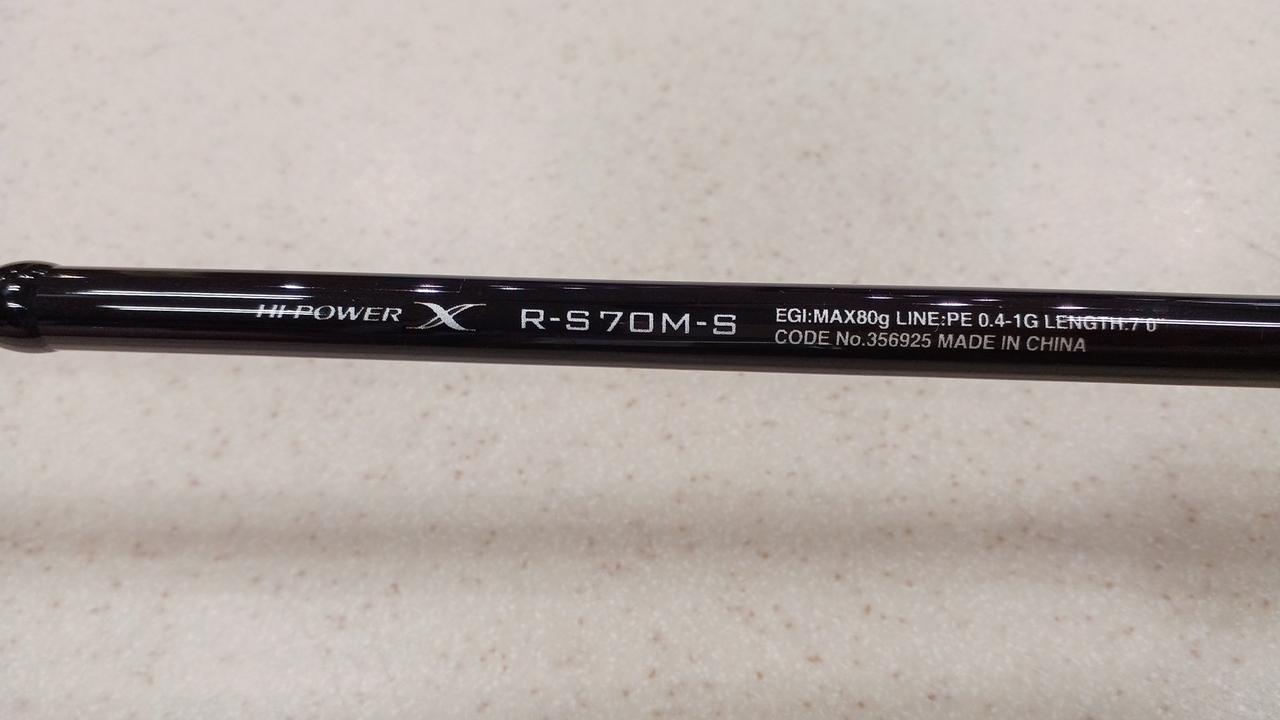 HI-POWER X R-S70M-S
EGI:MAX80g LINE:PE 0.4-1G LENGTH:7'0"
CODE No.356925 MADE IN CHINA